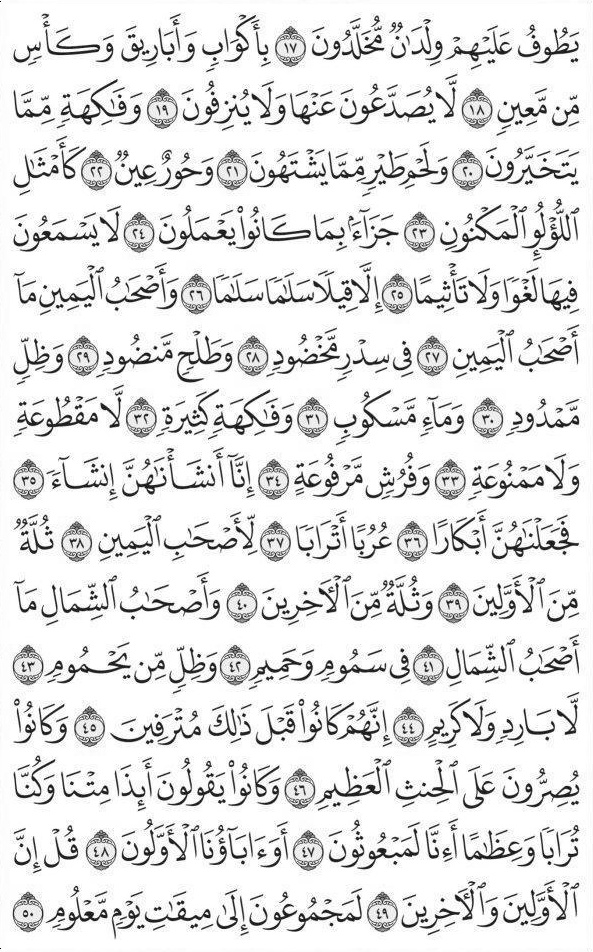 يَطُوفُ عَلَيْهِمْ وِلْدَٰنٌ مُّخَلَّدُونَ ١٧ بِأَكْوَابٍ وَأَبَارِيقَ وَكَأْسٍ
مِّن مَّعِينٍ ١٨ لَّا يُصَدَّعُونَ عَنْهَا وَلَا يُنزِفُونَ ١٩ وَفَٰكِهَةٍ مِّمَّا
يَتَخَيَّرُونَ ٢٠ وَلَحْمِ طَيْرٍ مِّمَّا يَشْتَهُونَ ٢١ وَحُورٌ عِينٌ ٢٢ كَأَمْثَٰلِ
ٱللُّؤْلُؤِ ٱلْمَكْنُونِ ٢٣ جَزَآءًۢ بِمَا كَانُوا۟ يَعْمَلُونَ ٢٤ لَا يَسْمَعُونَ
فِيهَا لَغْوًا وَلَا تَأْثِيمًا ٢٥ إِلَّا قِيلًا سَلَٰمًا سَلَٰمًا ٢٦ وَأَصْحَٰبُ ٱلْيَمِينِ مَآ
أَصْحَٰبُ ٱلْيَمِينِ ٢٧ فِى سِدْرٍ مَّخْضُودٍ ٢٨ وَطَلْحٍ مَّنضُودٍ ٢٩ وَظِلٍّ
مَّمْدُودٍ ٣٠ وَمَآءٍ مَّسْكُوبٍ ٣١ وَفَٰكِهَةٍ كَثِيرَةٍ ٣٢ لَّا مَقْطُوعَةٍ
وَلَا مَمْنُوعَةٍ ٣٣ وَفُرُشٍ مَّرْفُوعَةٍ ٣٤ إِنَّآ أَنشَأْنَٰهُنَّ إِنشَآءً ٣٥
فَجَعَلْنَٰهُنَّ أَبْكَارًا ٣٦ عُرُبًا أَتْرَابًا ٣٧ لِّأَصْحَٰبِ ٱلْيَمِينِ ٣٨ ثُلَّةٌ
مِّنَ ٱلْأَوَّلِينَ ٣٩ وَثُلَّةٌ مِّنَ ٱلْءَاخِرِينَ ٤٠ وَأَصْحَٰبُ ٱلشِّمَالِ مَآ
أَصْحَٰبُ ٱلشِّمَالِ ٤١ فِى سَمُومٍ وَحَمِيمٍ ٤٢ وَظِلٍّ مِّن يَحْمُومٍ ٤٣
لَّا بَارِدٍ وَلَا كَرِيمٍ ٤٤ إِنَّهُمْ كَانُوا۟ قَبْلَ ذَٰلِكَ مُتْرَفِينَ ٤٥ وَكَانُوا۟
يُصِرُّونَ عَلَى ٱلْحِنثِ ٱلْعَظِيمِ ٤٦ وَكَانُوا۟ يَقُولُونَ أَئِذَا مِتْنَا وَكُنَّا
تُرَابًا وَعِظَٰمًا أَءِنَّا لَمَبْعُوثُونَ ٤٧ أَوَءَابَآؤُنَا ٱلْأَوَّلُونَ ٤٨ قُلْ إِنَّ
ٱلْأَوَّلِينَ وَٱلْءَاخِرِينَ ٤٩ لَمَجْمُوعُونَ إِلَىٰ مِيقَٰتِ يَوْمٍ مَّعْلُومٍ ٥٠